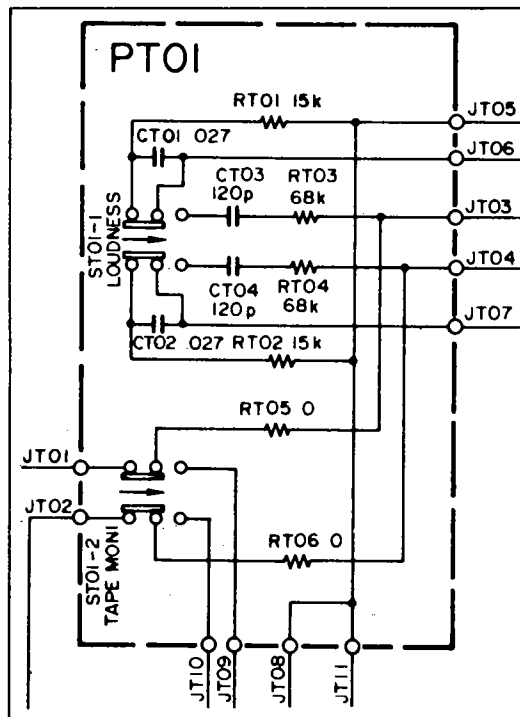 PT01
RT01 15k
JT05
CT01 .027
JT06
CT03
120p
RT03
68k
JT03
ST01-1
LOUDNESS
JT04
CT04
120p
RT04
68k
JT07
CT02 .027
RT02 15k
RT05 0
JT01
JT02
ST01-2
TAPE MONI
RT06 0
JT10
JT09
JT08
JT11